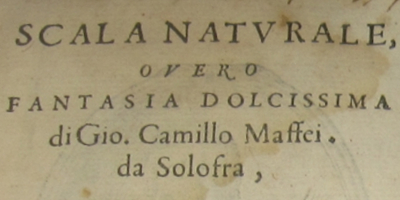 SCALA NATVRALE,
OVERO
FANTASIA DOLCISSIMA
di Gio. Camillo Maffei.
da Solofra,